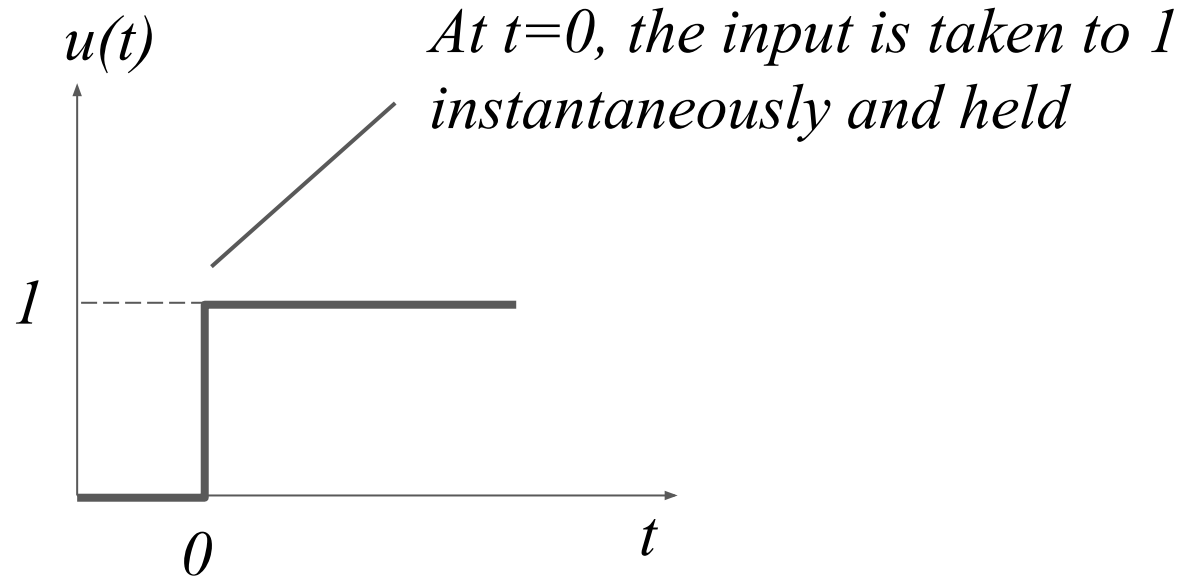 u(t)
At t=0, the input is taken to 1
instantaneously and held
1
0
t